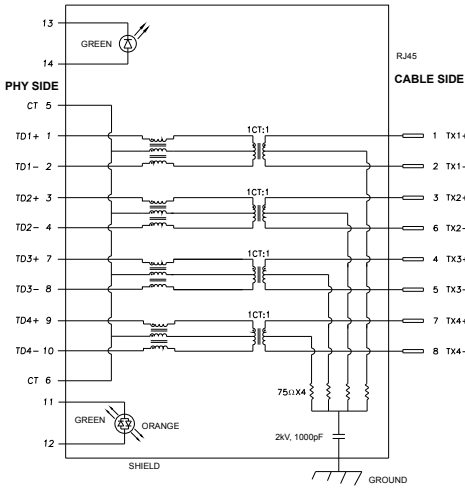 13
GREEN
14
RJ45
PHY SIDE
CABLE SIDE
CT 5
1CT:1
TD1+ 1
1 TX1+
TD1- 2
2 TX1-
1CT:1
TD2+ 3
3 TX2+
TD2- 4
6 TX2-
1CT:1
TD3+ 7
4 TX3+
TD3- 8
5 TX3-
1CT:1
TD4+ 9
7 TX4+
TD4- 10
8 TX4-
CT 6
75ΩX4
11
GREEN
ORANGE
12
2kV, 1000pF
SHIELD
GROUND